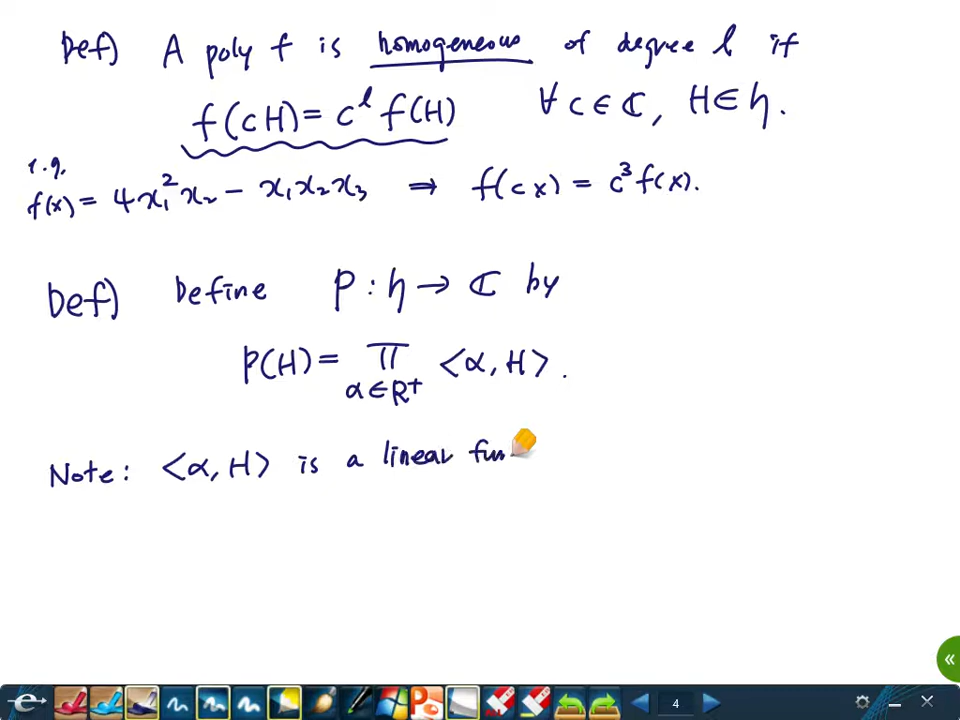 Def) A poly f is homogeneous of degree l if
f(cH) = c^l f(H) ∀ c ∈ ℂ, H ∈ 𝔥.
e.g.
f(x) = 4x₁²x₂ − x₁x₂x₃ ⇒ f(cx) = c³f(x).
Def) Define P : 𝔥 → ℂ by
P(H) = Π <α, H>.
α∈R⁺
Note: <α, H> is a linear fun
4